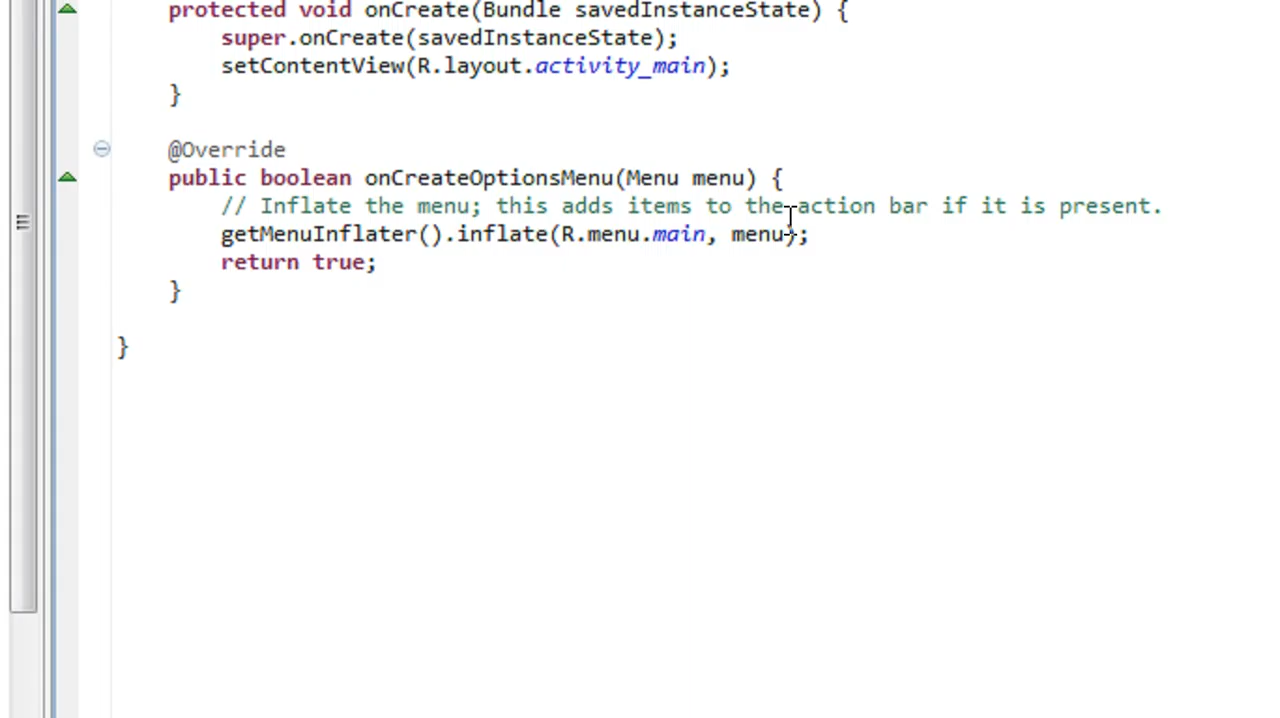 protected void onCreate(Bundle savedInstanceState) {
super.onCreate(savedInstanceState);
setContentView(R.layout.activity_main);
}
@Override
public boolean onCreateOptionsMenu(Menu menu) {
// Inflate the menu; this adds items to the action bar if it is present.
getMenuInflater().inflate(R.menu.main, menu);
return true;
}
}